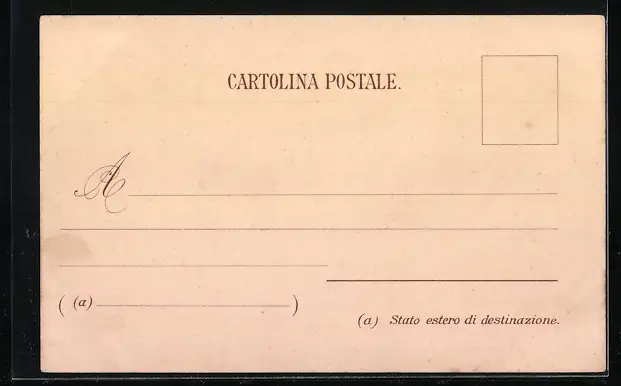 CARTOLINA POSTALE.
A
( (a) )
(a) Stato estero di destinazione.